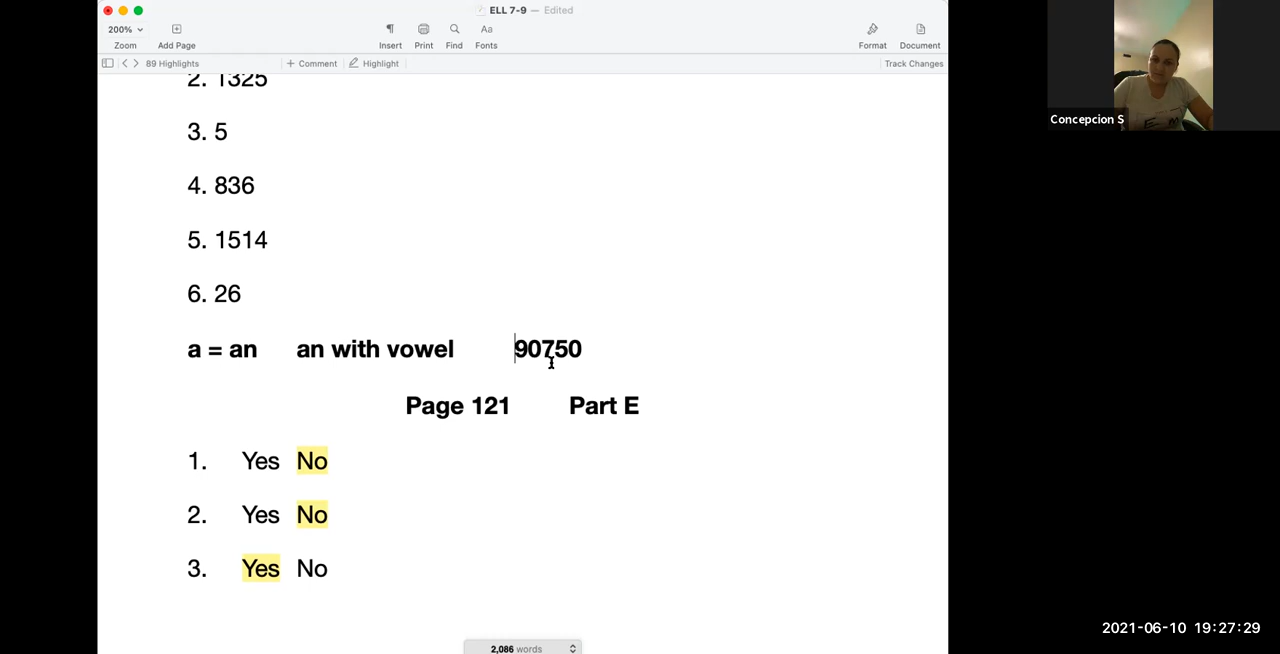 ELL 7-9 — Edited
200%
Zoom Add Page Insert Print Find Aa Fonts Format Document
89 Highlights + Comment Highlight Track Changes
2. 1325
3. 5
4. 836
5. 1514
6. 26
a = an an with vowel 90750
Page 121 Part E
1. Yes No
2. Yes No
3. Yes No
2,086 words
Concepcion S
2021-06-10 19:27:29